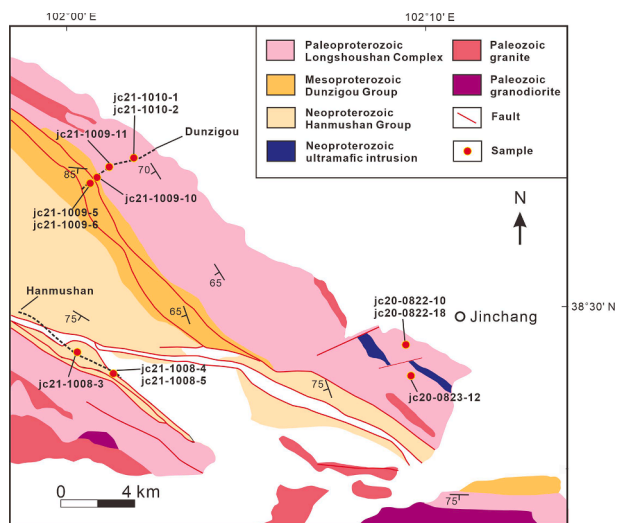 102°00' E
102°10' E
Paleoproterozoic
Longshoushan Complex
Mesoproterozoic
Dunzigou Group
Neoproterozoic
Hanmushan Group
Neoproterozoic
ultramafic intrusion
Paleozoic
granite
Paleozoic
granodiorite
Fault
Sample
jc21-1010-1
jc21-1010-2
jc21-1009-11
Dunzigou
85
70
jc21-1009-10
jc21-1009-5
jc21-1009-6
N
65
Hanmushan
75
65
jc20-0822-10
jc20-0822-18
Jinchang
38°30' N
jc21-1008-3
jc21-1008-4
jc21-1008-5
75
jc20-0823-12
0
4 km
75